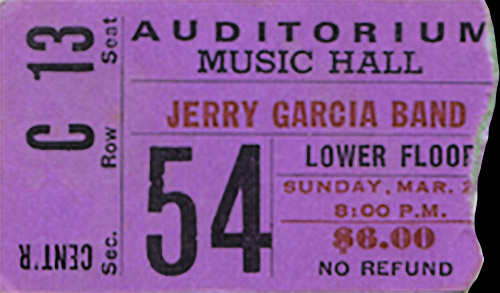 13 Seat
C Row
CENT'R Sec.
AUDITORIUM
MUSIC HALL
JERRY GARCIA BAND
54
LOWER FLOOR
SUNDAY, MAR. 2
8:00 P.M.
$6.00
NO REFUND